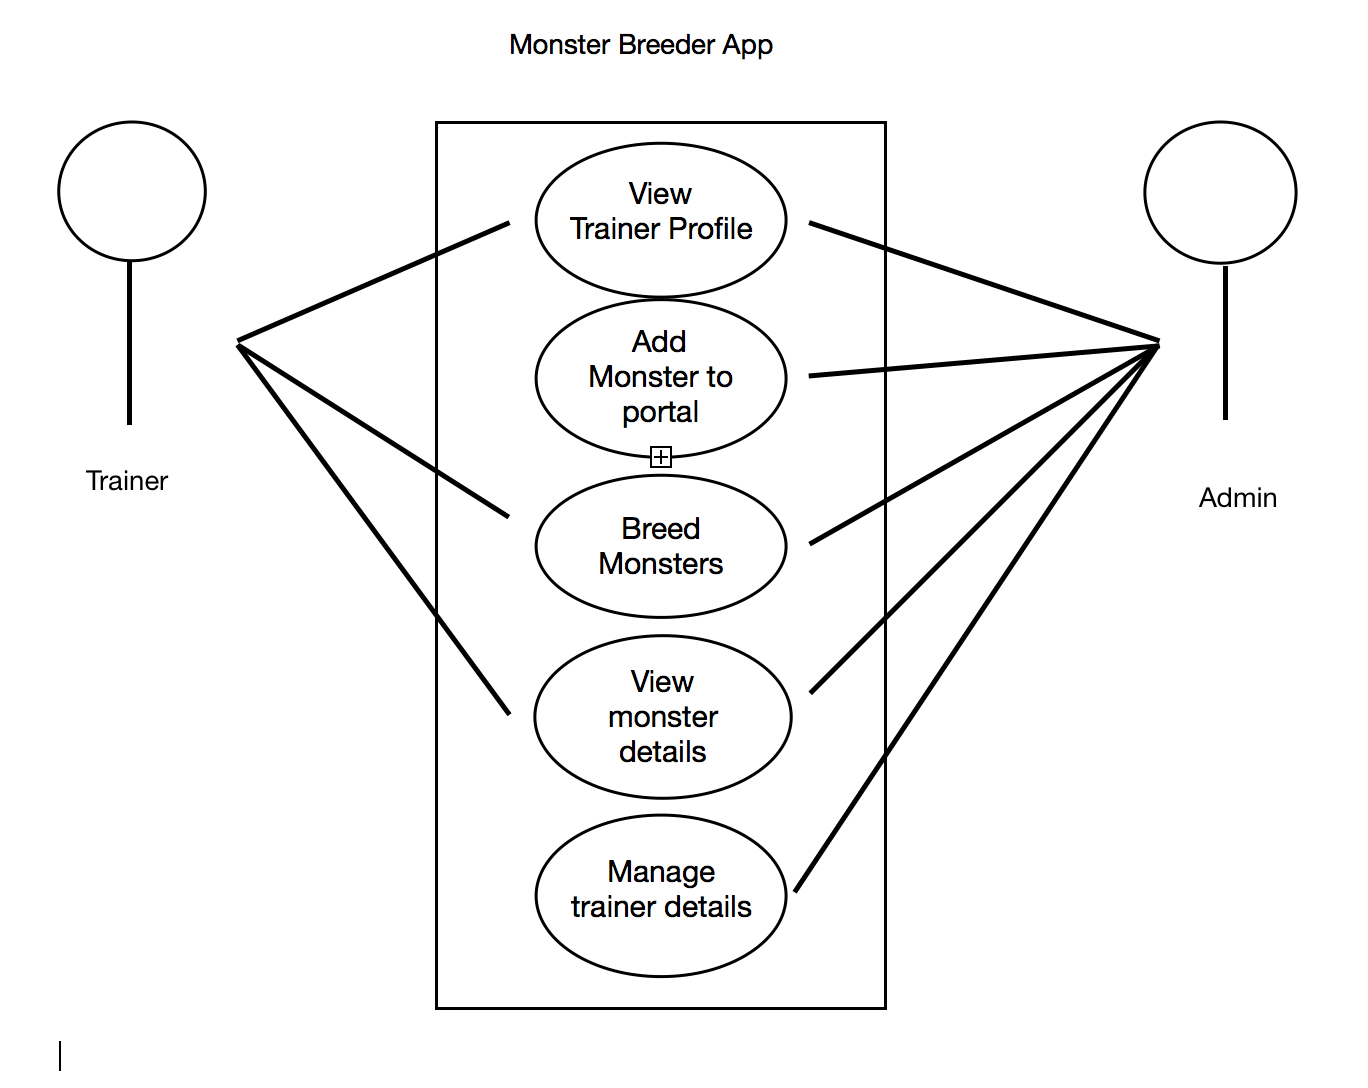 Monster Breeder App
View
Trainer Profile
Add
Monster to
portal
Breed
Monsters
View
monster
details
Manage
trainer details
Trainer
Admin